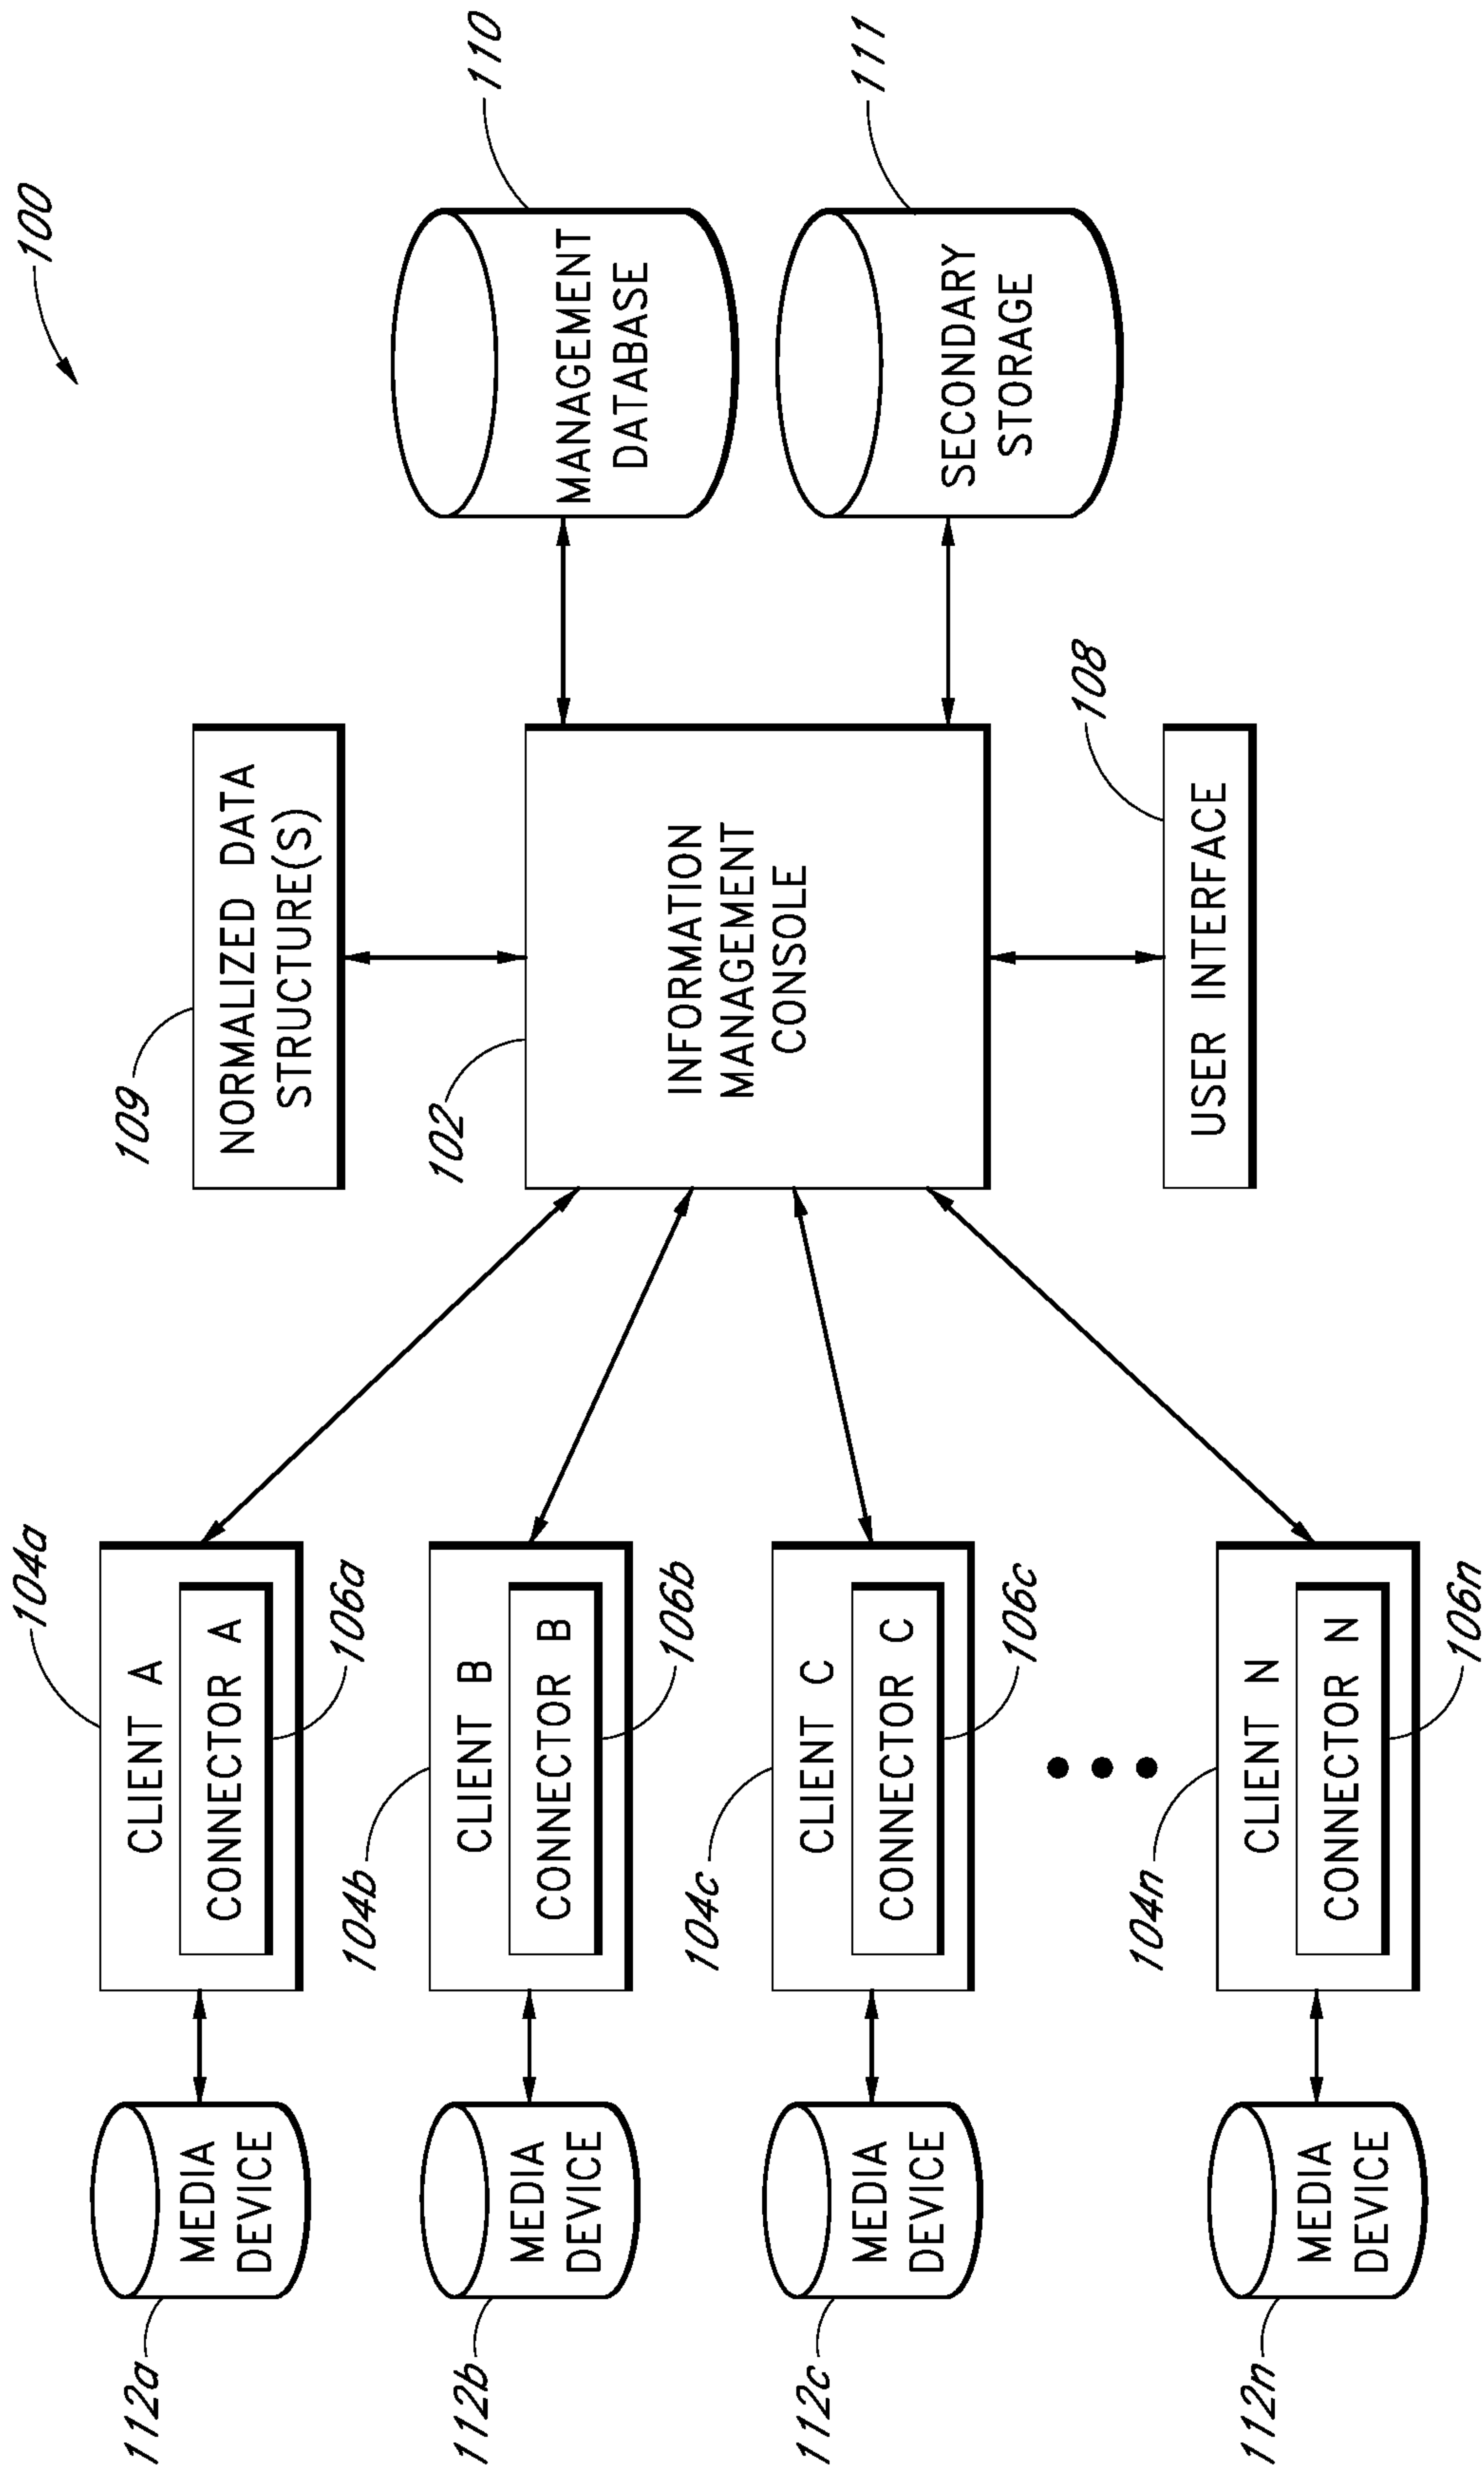 100
104a
CLIENT A
CONNECTOR A
106a
112a
MEDIA
DEVICE
104b
CLIENT B
CONNECTOR B
106b
112b
MEDIA
DEVICE
104c
CLIENT C
CONNECTOR C
106c
112c
MEDIA
DEVICE
104n
CLIENT N
CONNECTOR N
106n
112n
MEDIA
DEVICE
109
NORMALIZED DATA
STRUCTURE(S)
102
INFORMATION
MANAGEMENT
CONSOLE
108
USER INTERFACE
110
MANAGEMENT
DATABASE
111
SECONDARY
STORAGE